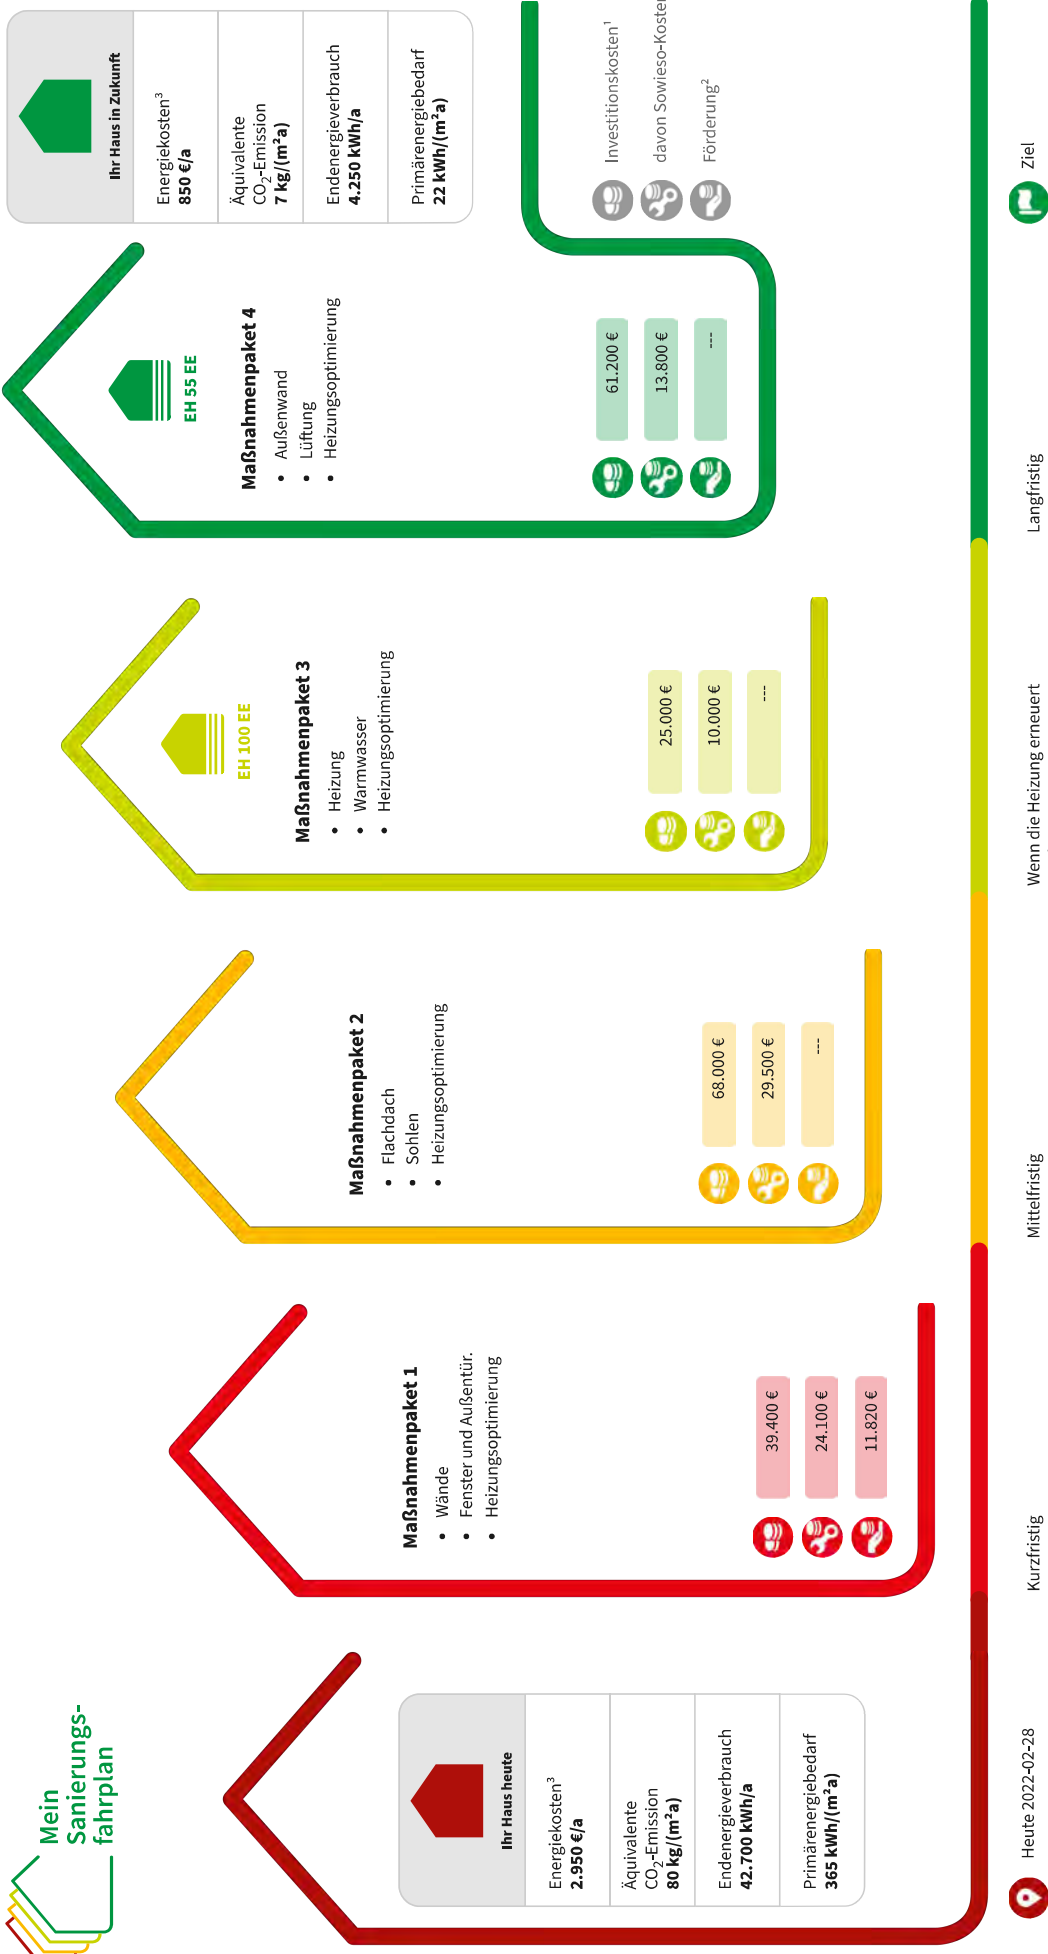 Mein
Sanierungs-
fahrplan
Ihr Haus heute
Energiekosten³
2.950 €/a
Äquivalente
CO₂-Emission
80 kg/(m²a)
Endenergieverbrauch
42.700 kWh/a
Primärenergiebedarf
365 kWh/(m²a)
Maßnahmenpaket 1
• Wände
• Fenster und Außentür.
• Heizungsoptimierung
39.400 €
24.100 €
11.820 €
Maßnahmenpaket 2
• Flachdach
• Sohlen
• Heizungsoptimierung
68.000 €
29.500 €
---
EH 100 EE
Maßnahmenpaket 3
• Heizung
• Warmwasser
• Heizungsoptimierung
25.000 €
10.000 €
---
EH 55 EE
Maßnahmenpaket 4
• Außenwand
• Lüftung
• Heizungsoptimierung
61.200 €
13.800 €
---
Ihr Haus in Zukunft
Energiekosten³
850 €/a
Äquivalente
CO₂-Emission
7 kg/(m²a)
Endenergieverbrauch
4.250 kWh/a
Primärenergiebedarf
22 kWh/(m²a)
Investitionskosten¹
davon Sowieso-Kosten
Förderung²
Heute 2022-02-28
Kurzfristig
Mittelfristig
Wenn die Heizung erneuert
Langfristig
Ziel